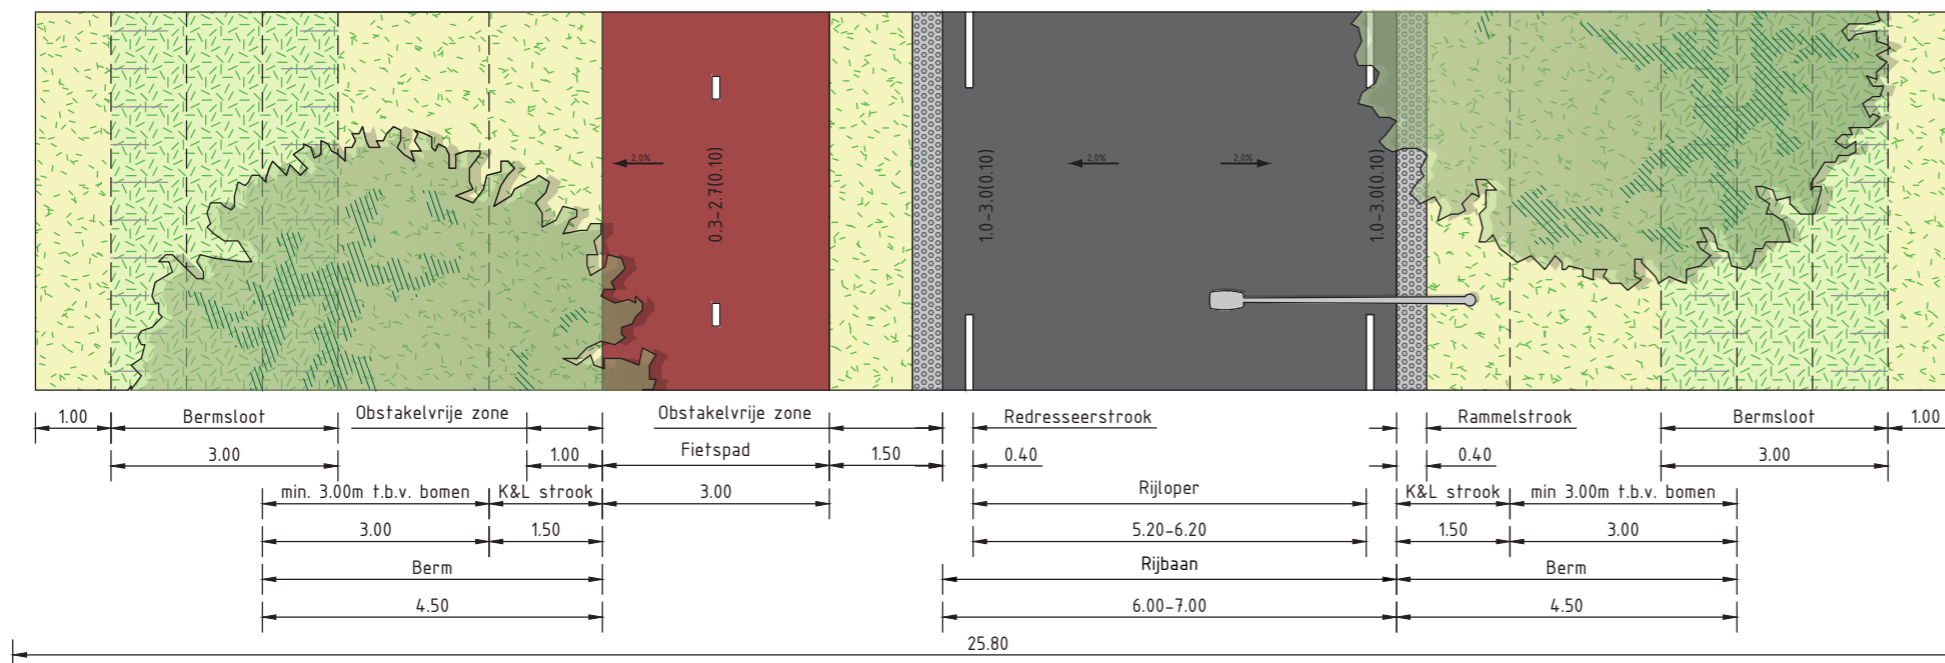 2,0%
0.3-2.7(0.10)
1.0-3.0(0.10)
2,0%
2,0%
1.0-3.0(0.10)
1.00
Bermsloot
Obstakelvrije zone
Obstakelvrije zone
Redresseerstrook
Rammelstrook
Bermsloot
1.00
3.00
1.00
Fietspad
1.50
0.40
0.40
3.00
min. 3.00m t.b.v. bomen
K&L strook
3.00
Rijloper
K&L strook
min 3.00m t.b.v. bomen
3.00
1.50
5.20-6.20
1.50
3.00
Berm
Rijbaan
Berm
4.50
6.00-7.00
4.50
25.80